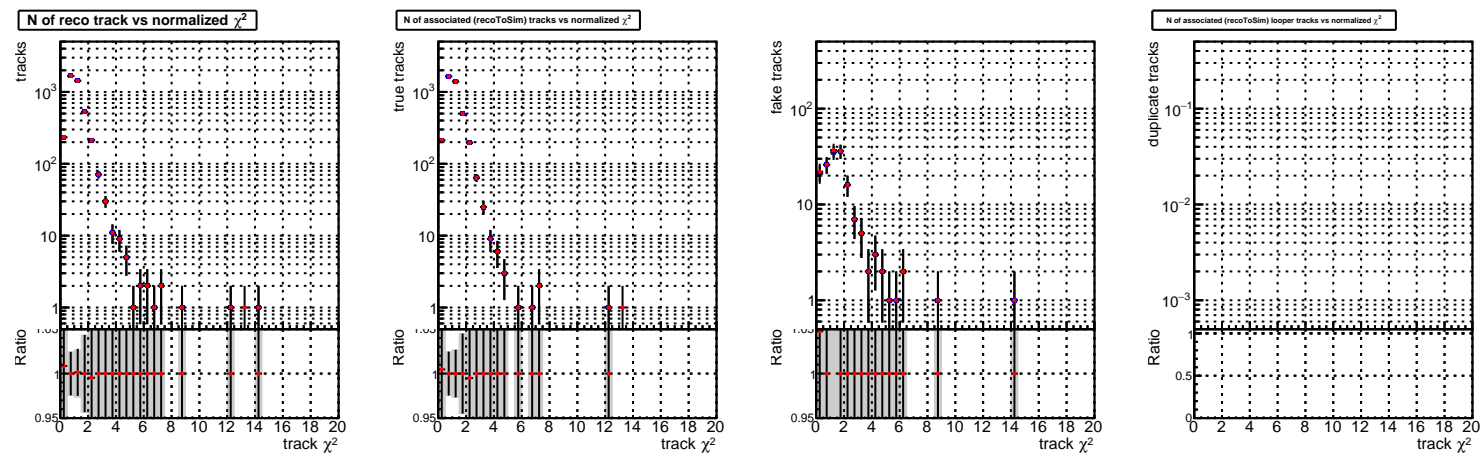 N of reco track vs normalized χ²
tracks
10³
10²
10
1
Ratio
1.05
1
0.95
0 2 4 6 8 10 12 14 16 18 20
track χ²
N of associated (recoToSim) tracks vs normalized χ²
true tracks
10³
10²
10
1
Ratio
1.05
1
0.95
0 2 4 6 8 10 12 14 16 18 20
track χ²
fake tracks
10²
10
1
Ratio
1.05
1
0.95
0 2 4 6 8 10 12 14 16 18 20
track χ²
N of associated (recoToSim) looper tracks vs normalized χ²
duplicate tracks
10⁻¹
10⁻²
10⁻³
Ratio
1
0.5
0
0 2 4 6 8 10 12 14 16 18 20
track χ²